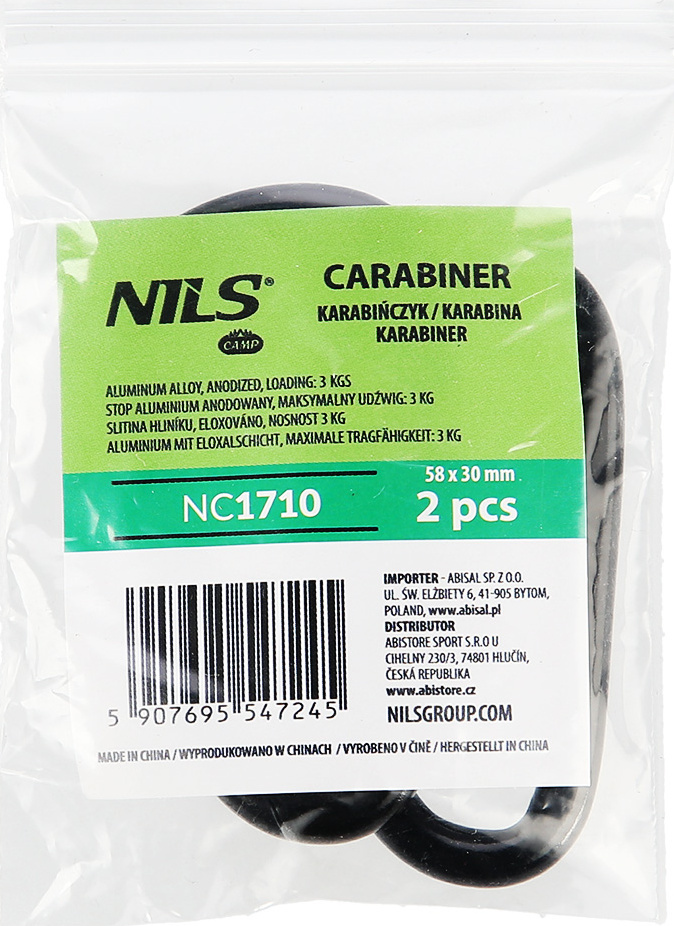 NILS®
CAMP
CARABINER
KARABIŃCZYK / KARABINA
KARABINER
ALUMINUM ALLOY, ANODIZED, LOADING: 3 KGS
STOP ALUMINIUM ANODOWANY, MAKSYMALNY UDŹWIG: 3 KG
SLITINA HLINÍKU, ELOXOVÁNO, NOSNOST 3 KG
ALUMINIUM MIT ELOXALSCHICHT, MAXIMALE TRAGFÄHIGKEIT: 3 KG
NC1710
58 x 30 mm
2 pcs
5 907695 547245
IMPORTER - ABISAL SP. Z O.O.
UL. ŚW. ELŻBIETY 6, 41-905 BYTOM,
POLAND, www.abisal.pl
DISTRIBUTOR
ABISTORE SPORT S.R.O U
CIHELNY 230/3, 74801 HLUČÍN,
ČESKÁ REPUBLIKA
www.abistore.cz
NILSGROUP.COM
MADE IN CHINA / WYPRODUKOWANO W CHINACH / VYROBENO V ČÍNĚ / HERGESTELLT IN CHINA